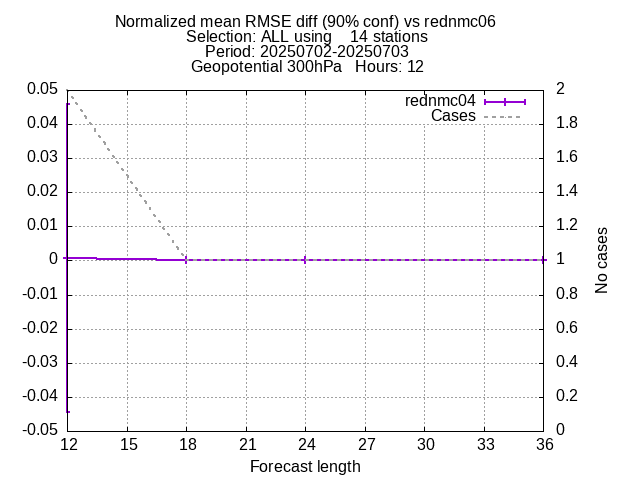 Normalized mean RMSE diff (90% conf) vs rednmc06
Selection: ALL using    14 stations
Period: 20250702-20250703
Geopotential 300hPa   Hours: 12
rednmc04
Cases
0.05
0.04
0.03
0.02
0.01
0
-0.01
-0.02
-0.03
-0.04
-0.05
2
1.8
1.6
1.4
1.2
1
0.8
0.6
0.4
0.2
0
No cases
12 15 18 21 24 27 30 33 36
Forecast length